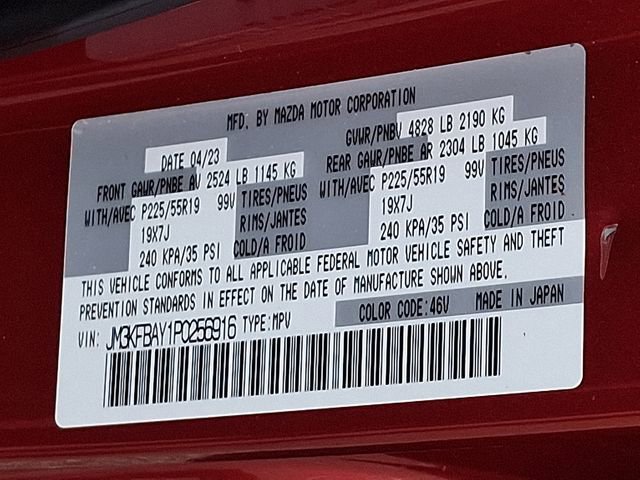 MFD. BY MAZDA MOTOR CORPORATION
DATE 04/23 GVWR/PNBV 4828 LB 2190 KG
FRONT GAWR/PNBE AV 2524 LB 1145 KG REAR GAWR/PNBE AR 2304 LB 1045 KG
WITH/AVEC P225/55R19 99V TIRES/PNEUS WITH/AVEC P225/55R19 99V TIRES/PNEUS
19X7J RIMS/JANTES 19X7J RIMS/JANTES
240 KPA/35 PSI COLD/A FROID 240 KPA/35 PSI COLD/A FROID
THIS VEHICLE CONFORMS TO ALL APPLICABLE FEDERAL MOTOR VEHICLE SAFETY AND THEFT
PREVENTION STANDARDS IN EFFECT ON THE DATE OF MANUFACTURE SHOWN ABOVE.
VIN: JM3KFBAY1P0256916 TYPE:MPV COLOR CODE:46V MADE IN JAPAN